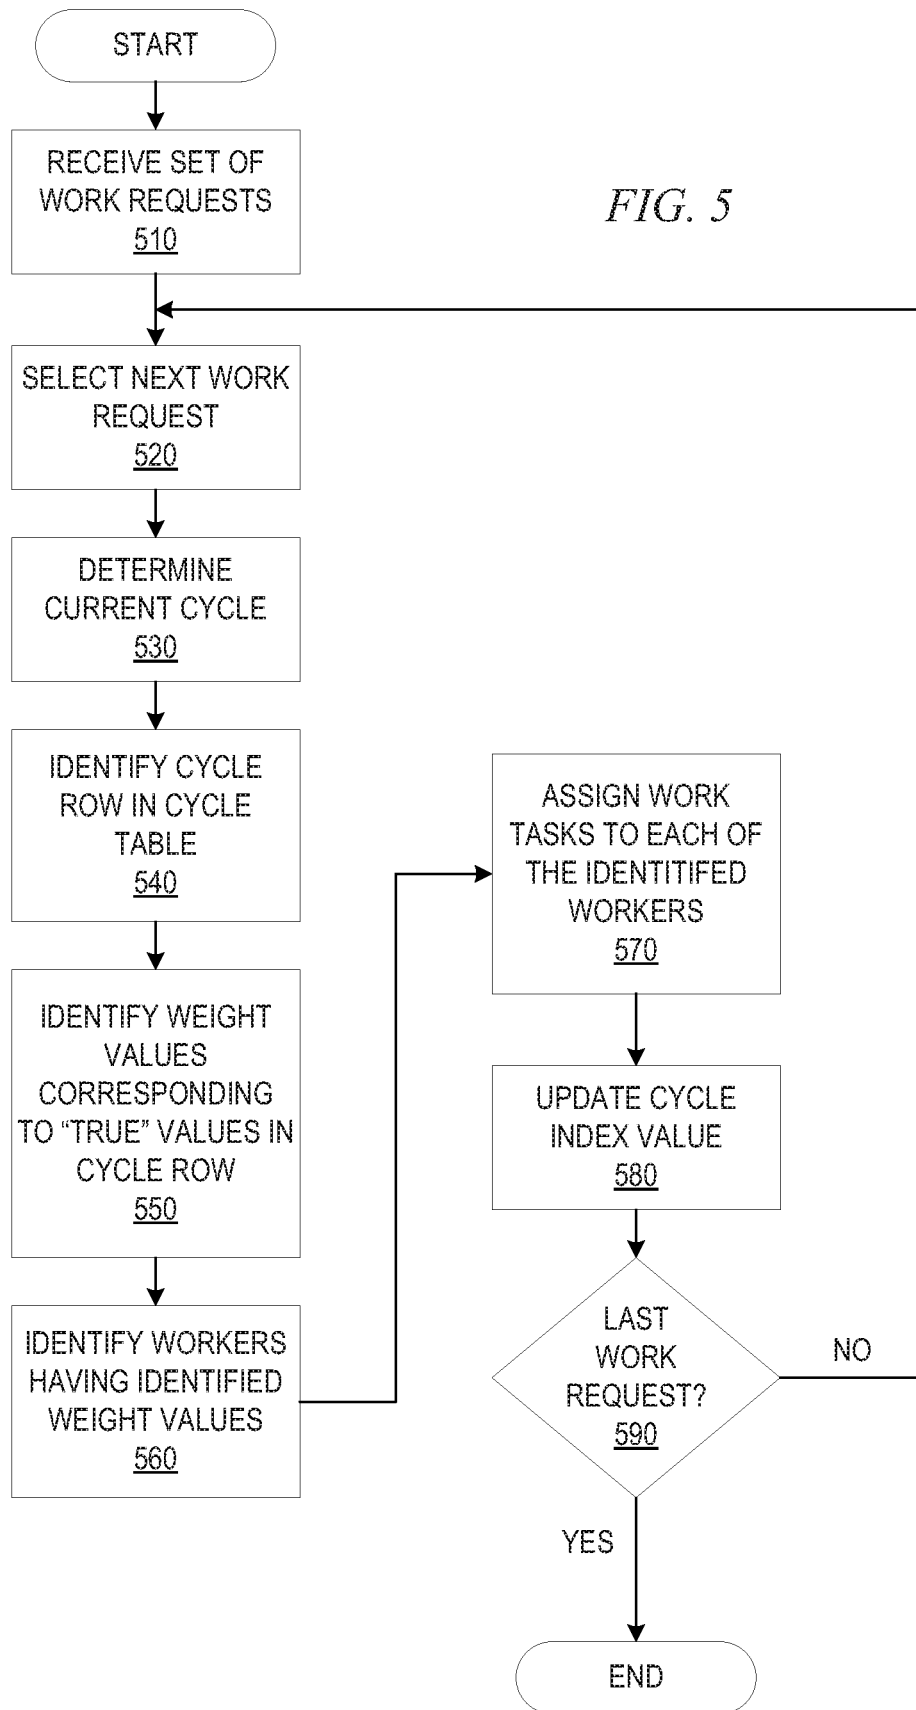 START
RECEIVE SET OF
WORK REQUESTS
510
FIG. 5
SELECT NEXT WORK
REQUEST
520
DETERMINE
CURRENT CYCLE
530
IDENTIFY CYCLE
ROW IN CYCLE
TABLE
540
IDENTIFY WEIGHT
VALUES
CORRESPONDING
TO “TRUE” VALUES IN
CYCLE ROW
550
IDENTIFY WORKERS
HAVING IDENTIFIED
WEIGHT VALUES
560
ASSIGN WORK
TASKS TO EACH OF
THE IDENTITIFED
WORKERS
570
UPDATE CYCLE
INDEX VALUE
580
LAST
WORK
REQUEST?
590
NO
YES
END